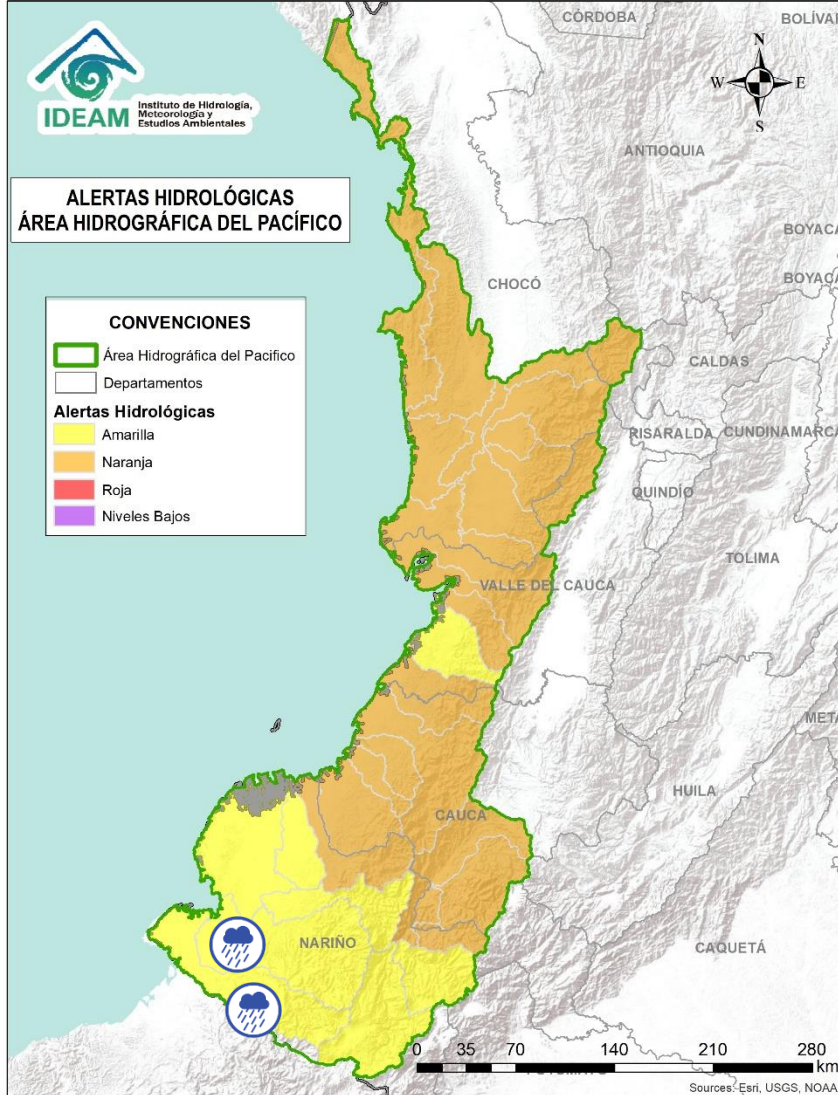 CÓRDOBA
BOLÍVA
N
W
E
S
IDEAM
Instituto de Hidrología,
Meteorología y
Estudios Ambientales
ANTIOQUIA
ALERTAS HIDROLÓGICAS
ÁREA HIDROGRÁFICA DEL PACÍFICO
BOYACÁ
BOYACÁ
CHOCÓ
CONVENCIONES
Área Hidrográfica del Pacifico
Departamentos
Alertas Hidrológicas
Amarilla
Naranja
Roja
Niveles Bajos
CALDAS
RISARALDA
CUNDINAMARCA
QUINDÍO
TOLIMA
VALLE DEL CAUCA
META
HUILA
CAUCA
NARIÑO
CAQUETÁ
0 35 70 140 210 280
km
Sources: Esri, USGS, NOAA